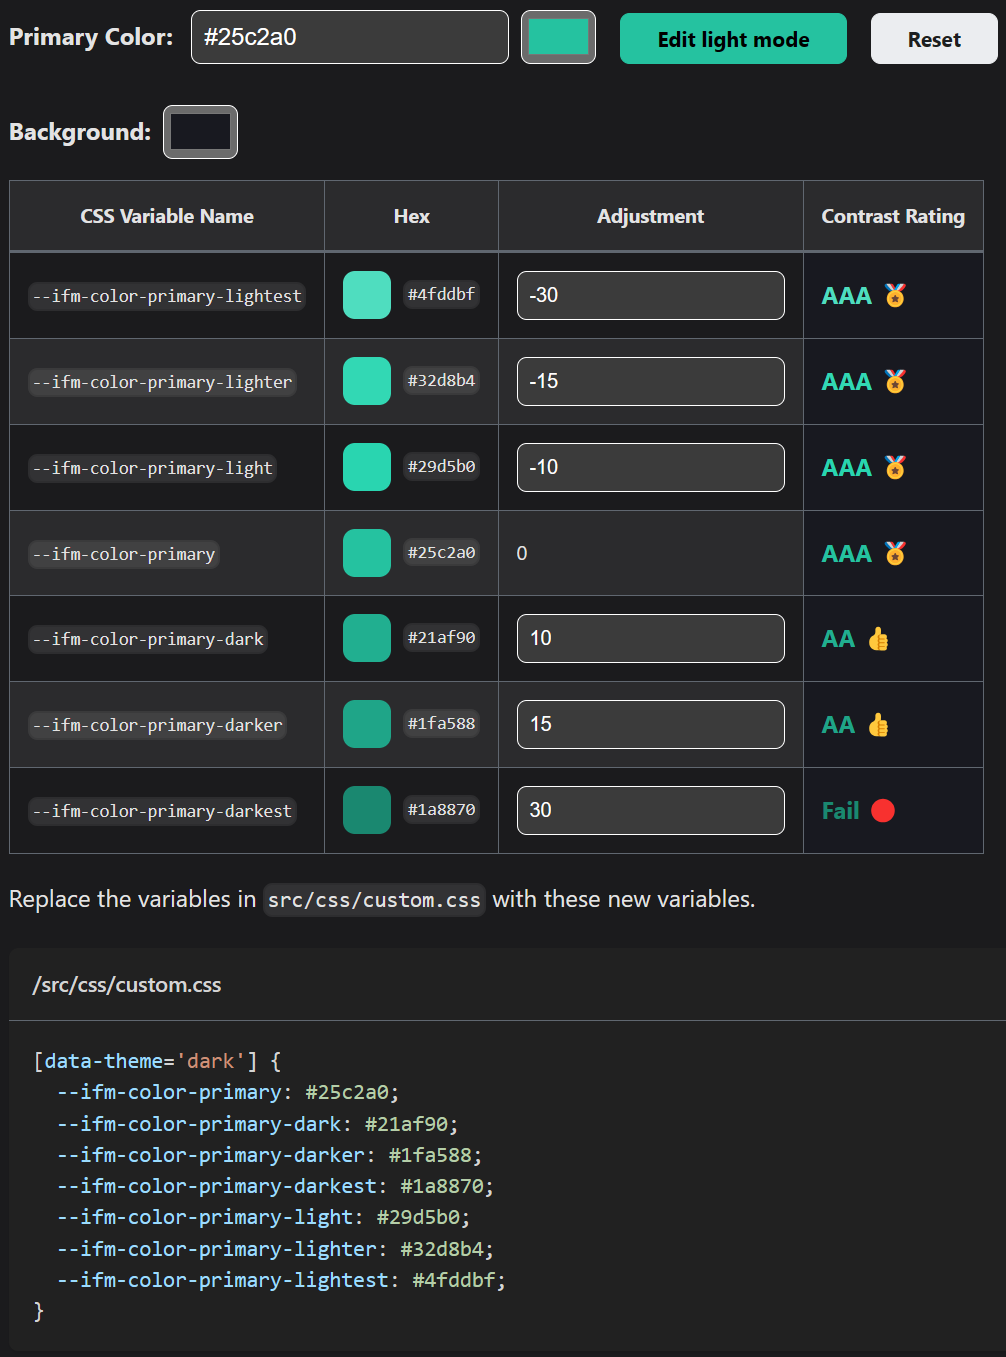 Primary Color: #25c2a0 Edit light mode Reset
Background:
CSS Variable Name Hex Adjustment Contrast Rating
--ifm-color-primary-lightest #4fddbf -30 AAA 🏅
--ifm-color-primary-lighter #32d8b4 -15 AAA 🏅
--ifm-color-primary-light #29d5b0 -10 AAA 🏅
--ifm-color-primary #25c2a0 0 AAA 🏅
--ifm-color-primary-dark #21af90 10 AA 👍
--ifm-color-primary-darker #1fa588 15 AA 👍
--ifm-color-primary-darkest #1a8870 30 Fail 🔴
Replace the variables in src/css/custom.css with these new variables.
/src/css/custom.css
[data-theme='dark'] {
  --ifm-color-primary: #25c2a0;
  --ifm-color-primary-dark: #21af90;
  --ifm-color-primary-darker: #1fa588;
  --ifm-color-primary-darkest: #1a8870;
  --ifm-color-primary-light: #29d5b0;
  --ifm-color-primary-lighter: #32d8b4;
  --ifm-color-primary-lightest: #4fddbf;
}